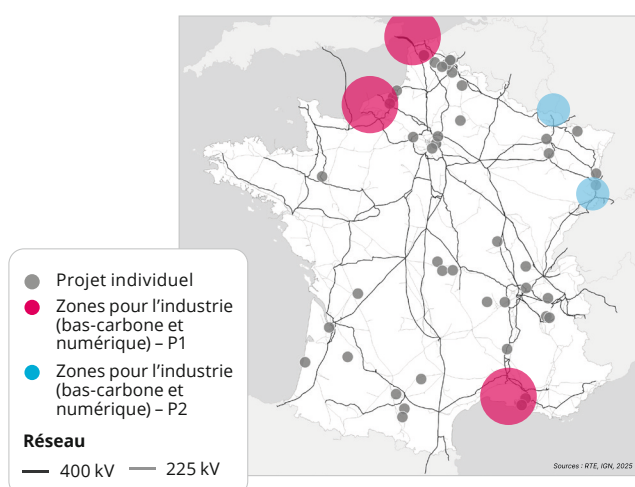 Projet individuel
Zones pour l'industrie
(bas-carbone et
numérique) – P1
Zones pour l'industrie
(bas-carbone et
numérique) – P2
Réseau
400 kV
225 kV
Sources : RTE, IGN, 2025